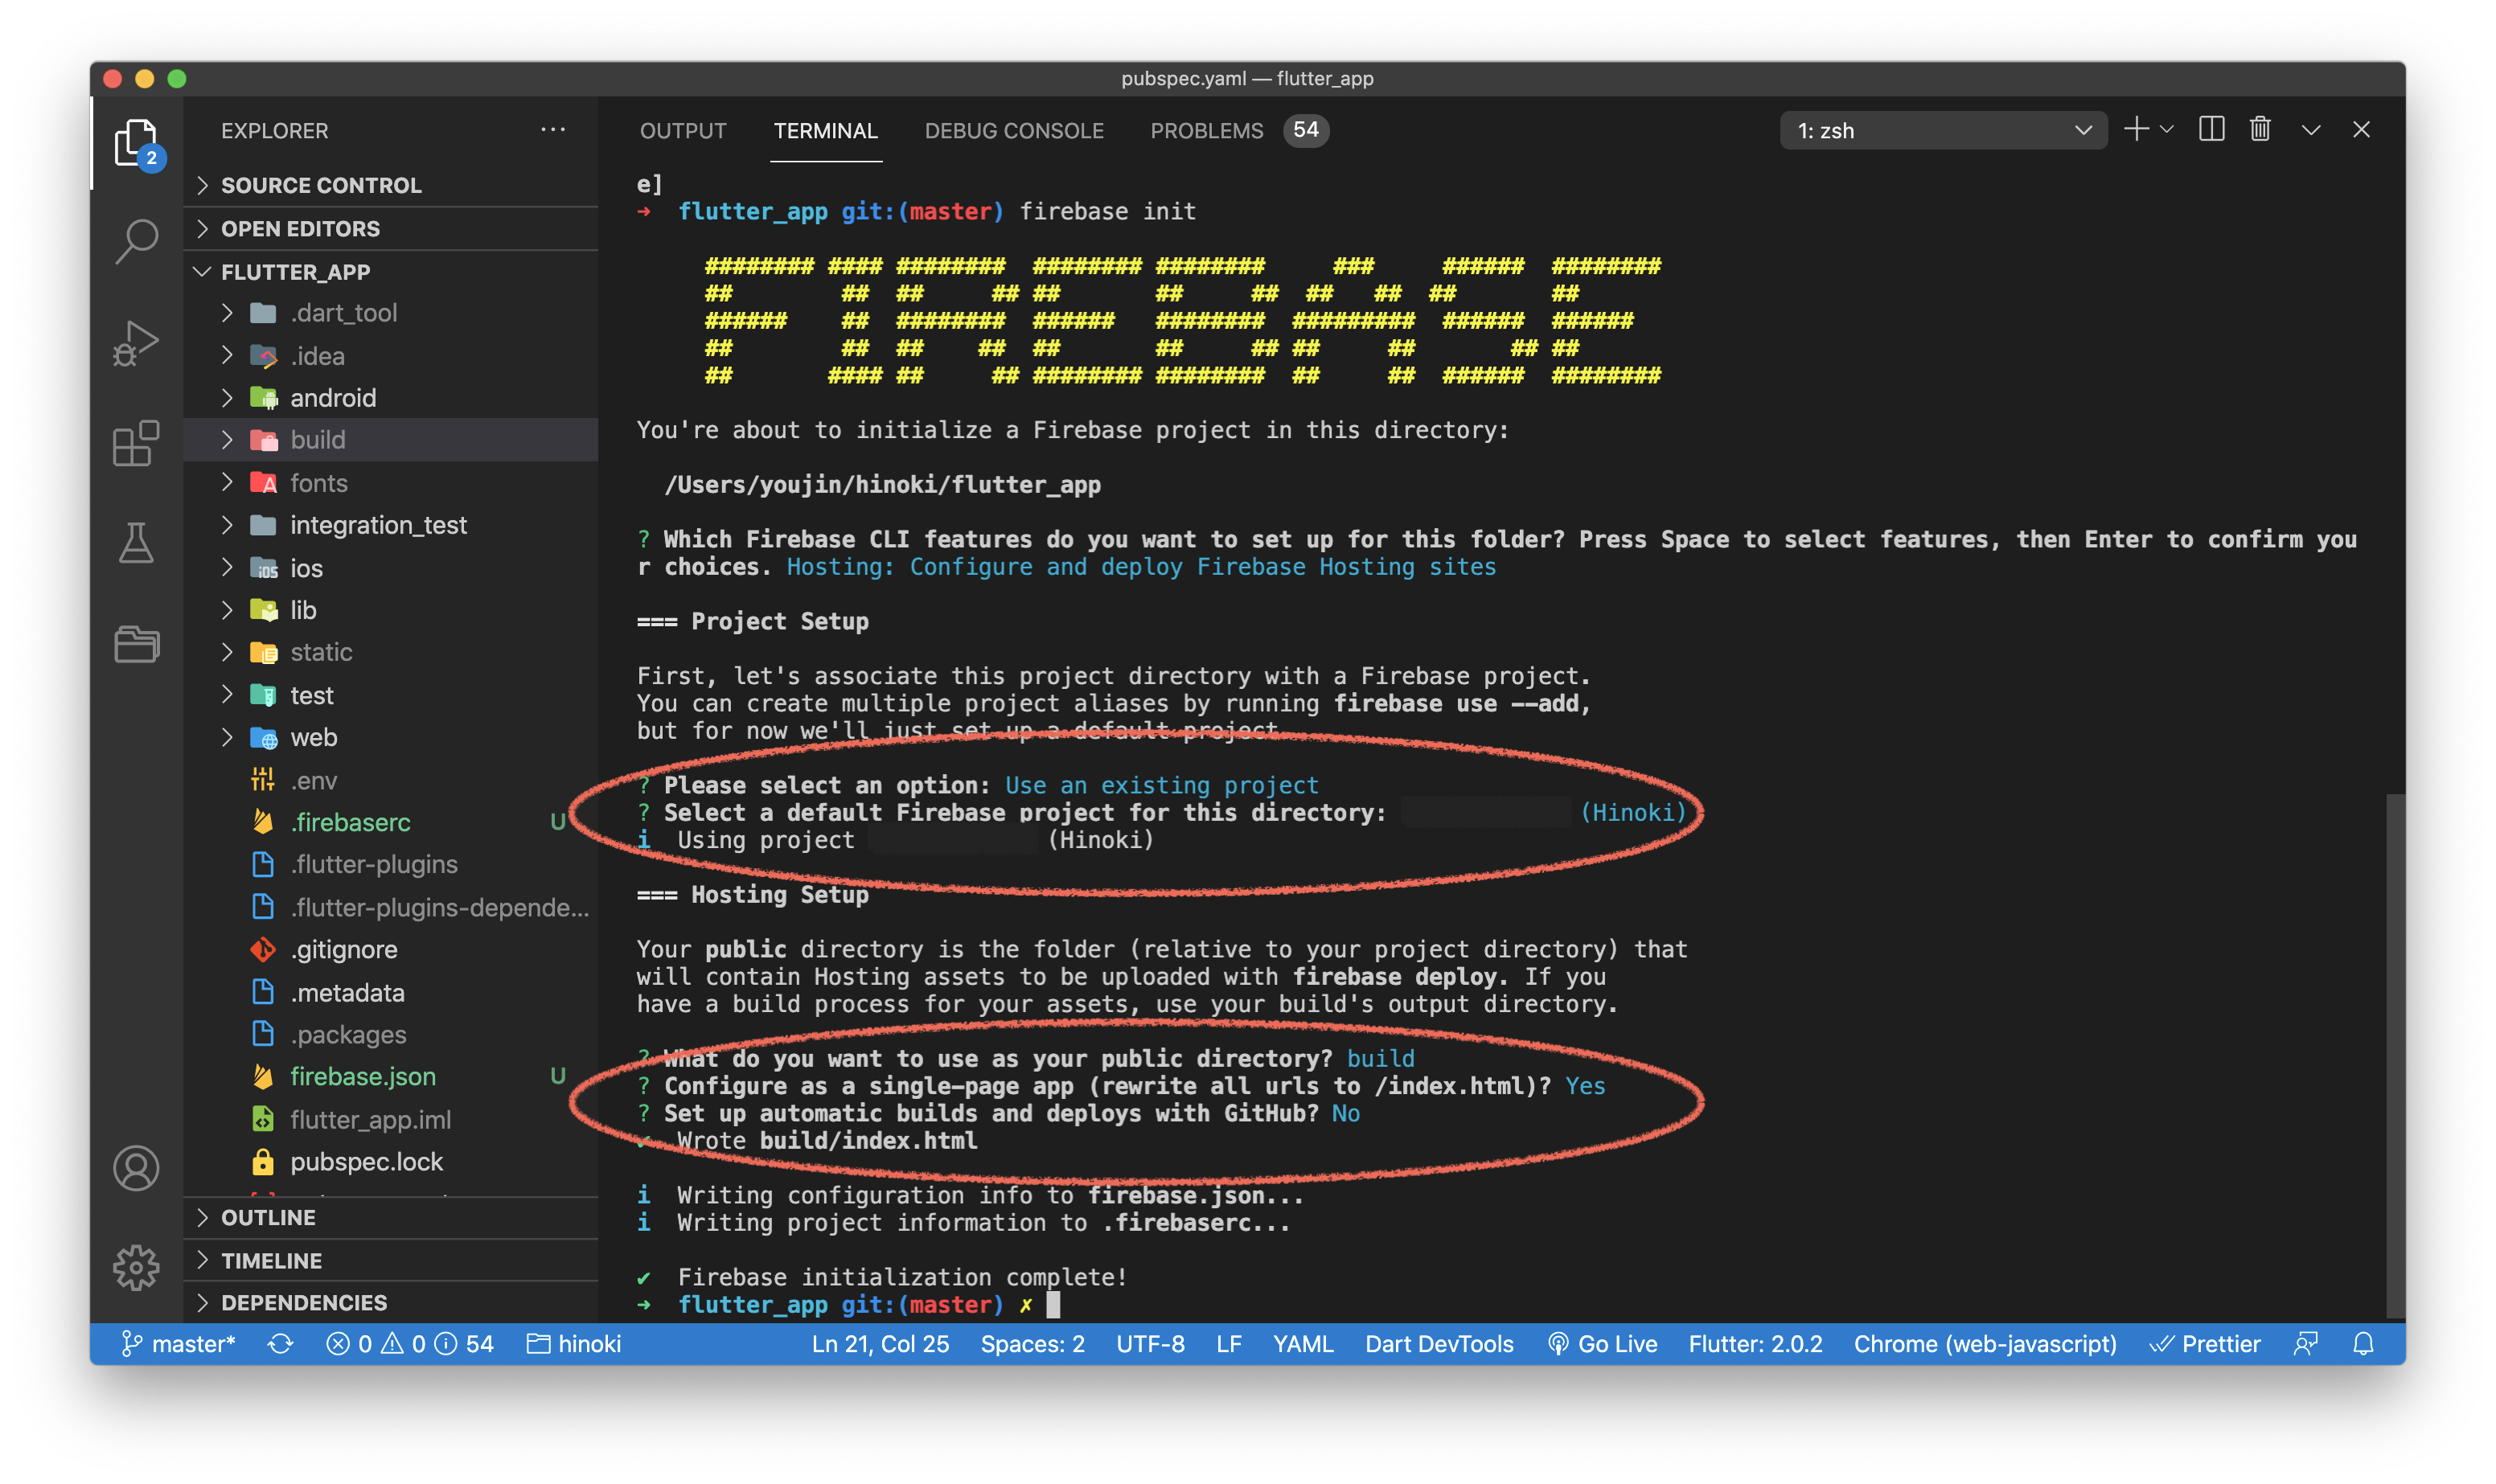 pubspec.yaml — flutter_app
EXPLORER
OUTPUT TERMINAL DEBUG CONSOLE PROBLEMS 54
1: zsh
2
SOURCE CONTROL
OPEN EDITORS
FLUTTER_APP
.dart_tool
.idea
android
build
fonts
integration_test
ios
lib
static
test
web
.env
.firebaserc U
.flutter-plugins
.flutter-plugins-depende...
.gitignore
.metadata
.packages
firebase.json U
flutter_app.iml
pubspec.lock
OUTLINE
TIMELINE
DEPENDENCIES
e]
→ flutter_app git:(master) firebase init
FIREBASE
You're about to initialize a Firebase project in this directory:
/Users/youjin/hinoki/flutter_app
? Which Firebase CLI features do you want to set up for this folder? Press Space to select features, then Enter to confirm you
r choices. Hosting: Configure and deploy Firebase Hosting sites
=== Project Setup
First, let's associate this project directory with a Firebase project.
You can create multiple project aliases by running firebase use --add,
but for now we'll just set up a default project.
? Please select an option: Use an existing project
? Select a default Firebase project for this directory: (Hinoki)
i Using project (Hinoki)
=== Hosting Setup
Your public directory is the folder (relative to your project directory) that
will contain Hosting assets to be uploaded with firebase deploy. If you
have a build process for your assets, use your build's output directory.
? What do you want to use as your public directory? build
? Configure as a single-page app (rewrite all urls to /index.html)? Yes
? Set up automatic builds and deploys with GitHub? No
✔ Wrote build/index.html
i Writing configuration info to firebase.json...
i Writing project information to .firebaserc...
✔ Firebase initialization complete!
→ flutter_app git:(master) ✗
master* 0 0 54 hinoki Ln 21, Col 25 Spaces: 2 UTF-8 LF YAML Dart DevTools Go Live Flutter: 2.0.2 Chrome (web-javascript) Prettier